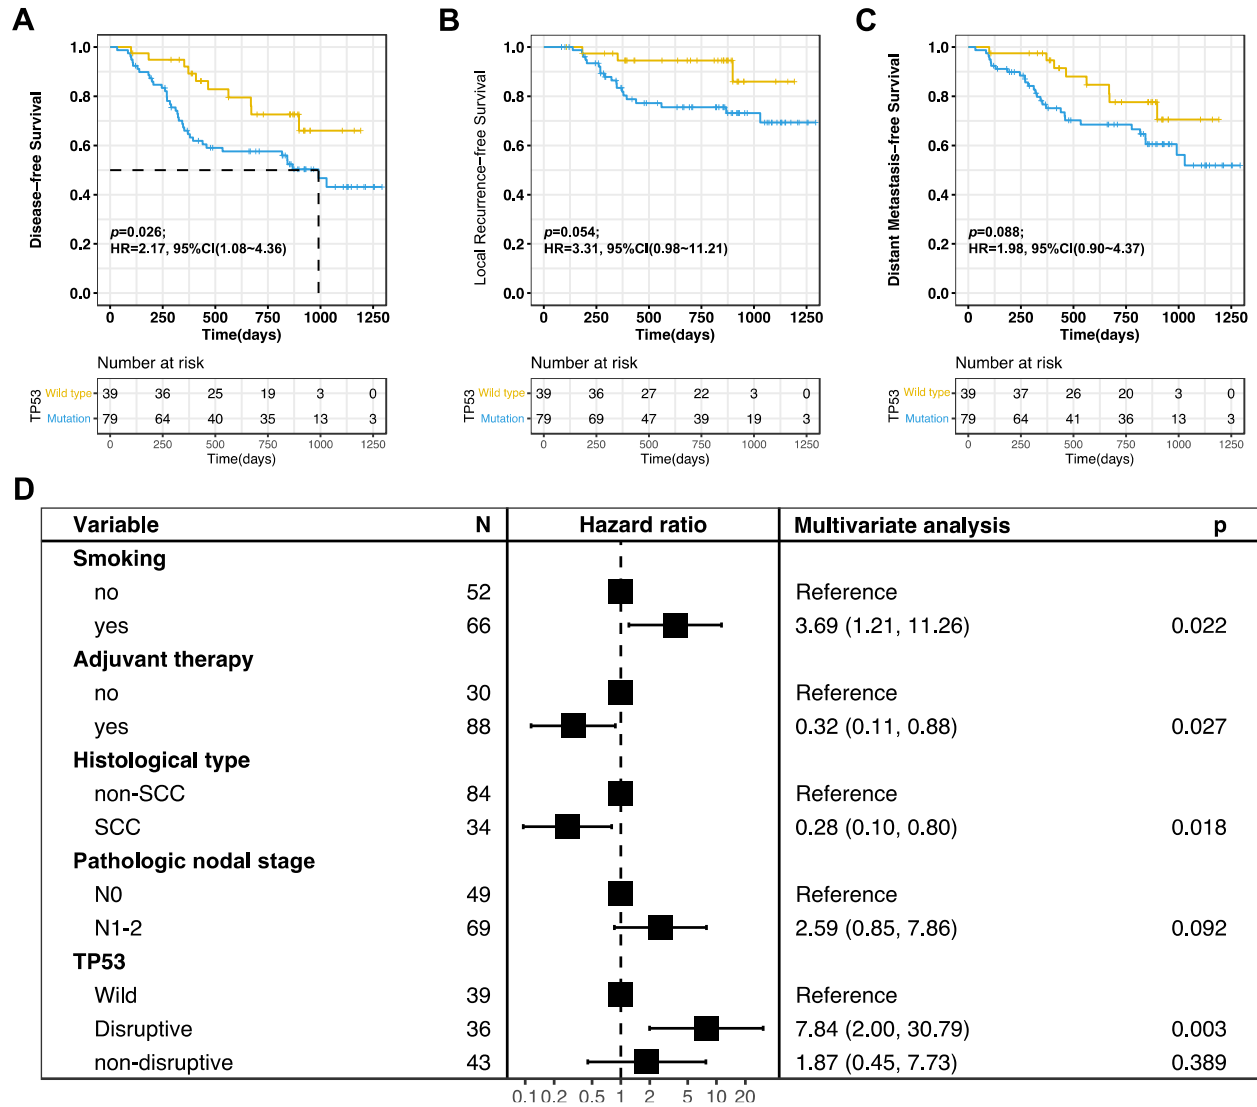 A
Disease−free Survival
1.0
0.8
0.6
0.4
0.2
0.0
p=0.026;
HR=2.17, 95%CI(1.08~4.36)
0 250 500 750 1000 1250
Time(days)
Number at risk
TP53
Wild type 39 36 25 19 3 0
Mutation 79 64 40 35 13 3
0 250 500 750 1000 1250
Time(days)
B
Local Recurrence−free Survival
1.0
0.8
0.6
0.4
0.2
0.0
p=0.054;
HR=3.31, 95%CI(0.98~11.21)
0 250 500 750 1000 1250
Time(days)
Number at risk
TP53
Wild type 39 36 27 22 3 0
Mutation 79 69 47 39 19 3
0 250 500 750 1000 1250
Time(days)
C
Distant Metastasis−free Survival
1.0
0.8
0.6
0.4
0.2
0.0
p=0.088;
HR=1.98, 95%CI(0.90~4.37)
0 250 500 750 1000 1250
Time(days)
Number at risk
TP53
Wild type 39 37 26 20 3 0
Mutation 79 64 41 36 13 3
0 250 500 750 1000 1250
Time(days)
D
Variable N Hazard ratio Multivariate analysis p
Smoking
no 52 Reference
yes 66 3.69 (1.21, 11.26) 0.022
Adjuvant therapy
no 30 Reference
yes 88 0.32 (0.11, 0.88) 0.027
Histological type
non-SCC 84 Reference
SCC 34 0.28 (0.10, 0.80) 0.018
Pathologic nodal stage
N0 49 Reference
N1-2 69 2.59 (0.85, 7.86) 0.092
TP53
Wild 39 Reference
Disruptive 36 7.84 (2.00, 30.79) 0.003
non-disruptive 43 1.87 (0.45, 7.73) 0.389
0.1 0.2 0.5 1 2 5 10 20